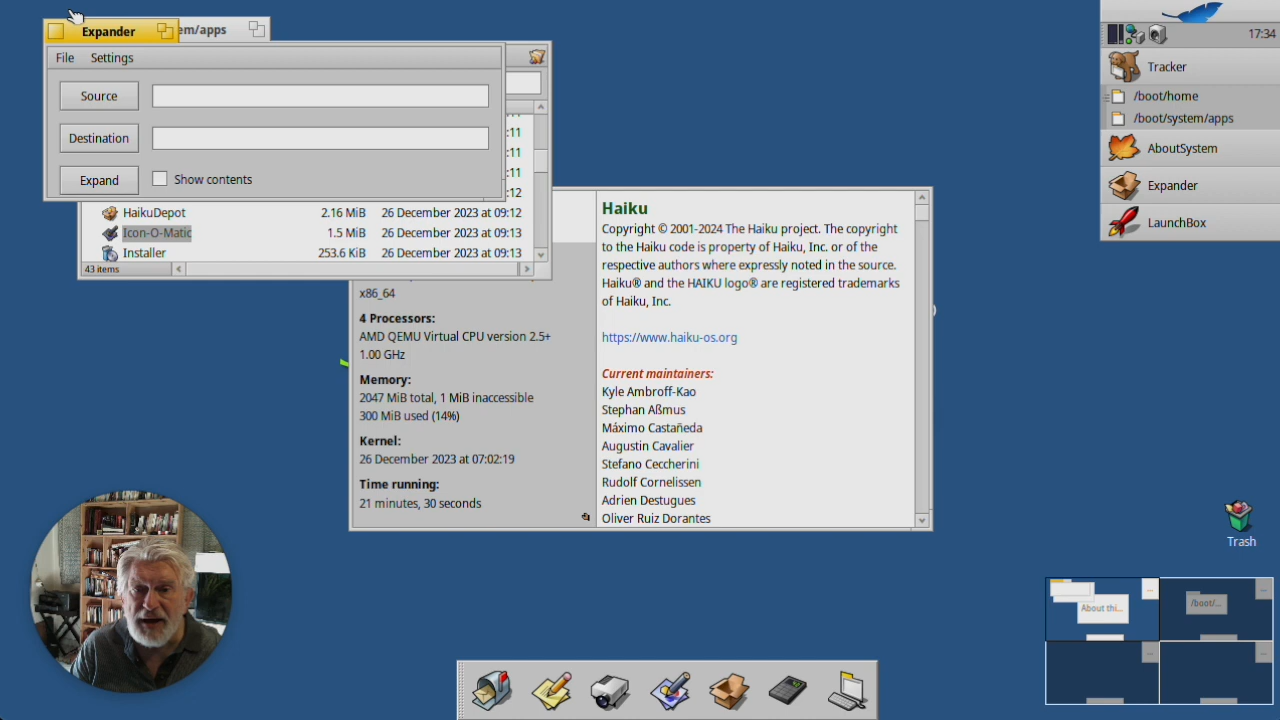 Expander
em/apps
File
Settings
Source
Destination
Expand
Show contents
:11
:11
:11
:12
HaikuDepot 2.16 MiB 26 December 2023 at 09:12
Icon-O-Matic 1.5 MiB 26 December 2023 at 09:13
Installer 253.6 KiB 26 December 2023 at 09:13
43 items
x86_64
4 Processors:
AMD QEMU Virtual CPU version 2.5+
1.00 GHz
Memory:
2047 MiB total, 1 MiB inaccessible
300 MiB used (14%)
Kernel:
26 December 2023 at 07:02:19
Time running:
21 minutes, 30 seconds
Haiku
Copyright © 2001-2024 The Haiku project. The copyright
to the Haiku code is property of Haiku, Inc. or of the
respective authors where expressly noted in the source.
Haiku® and the HAIKU logo® are registered trademarks
of Haiku, Inc.
https://www.haiku-os.org
Current maintainers:
Kyle Ambroff-Kao
Stephan Aßmus
Máximo Castañeda
Augustin Cavalier
Stefano Ceccherini
Rudolf Cornelissen
Adrien Destugues
Oliver Ruiz Dorantes
17:34
Tracker
/boot/home
/boot/system/apps
AboutSystem
Expander
LaunchBox
Trash
About thi...
/boot/...